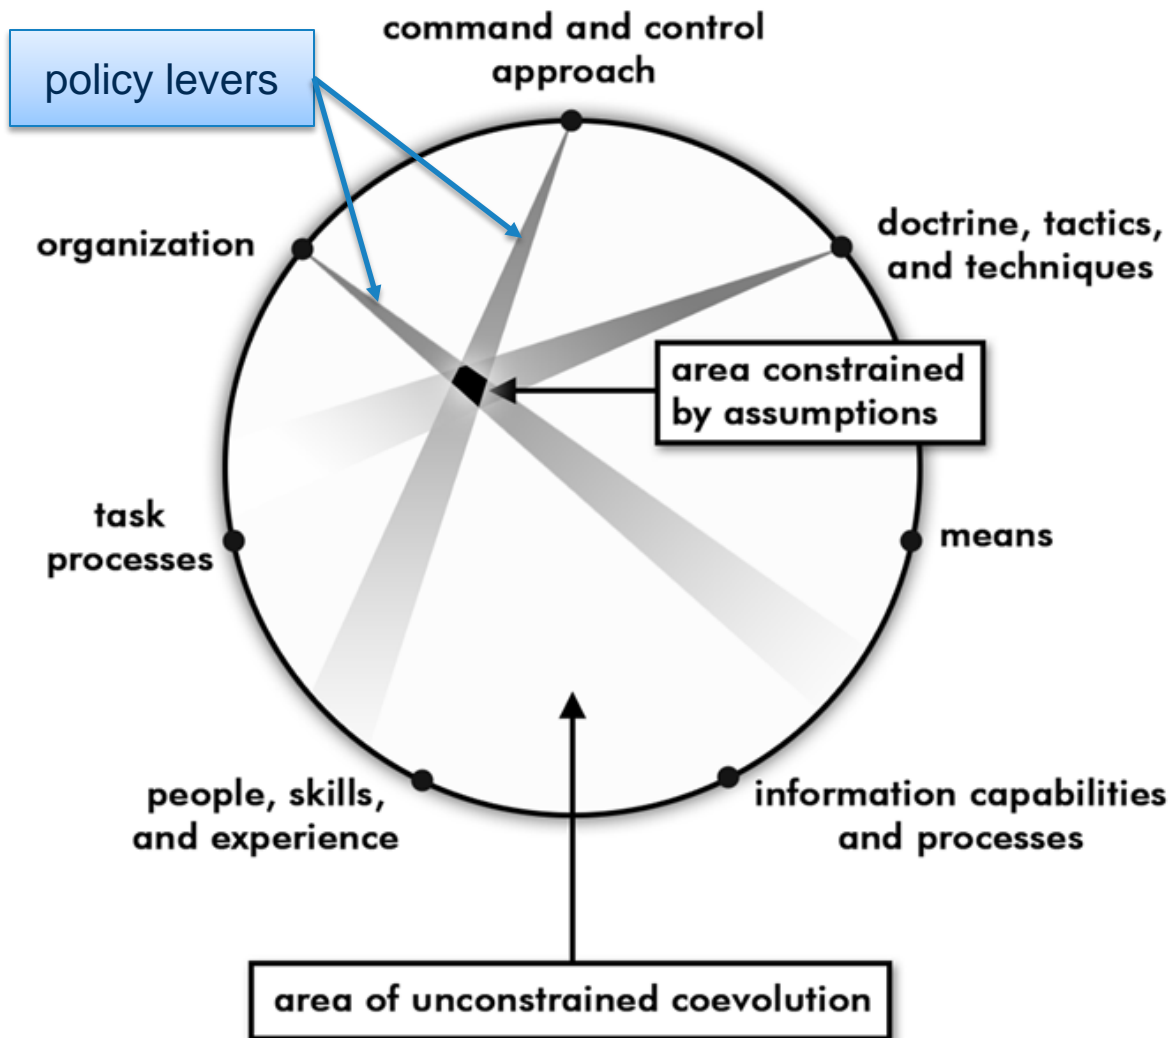 command and control
approach
policy levers
organization
doctrine, tactics,
and techniques
area constrained
by assumptions
task
processes
means
people, skills,
and experience
information capabilities
and processes
area of unconstrained coevolution